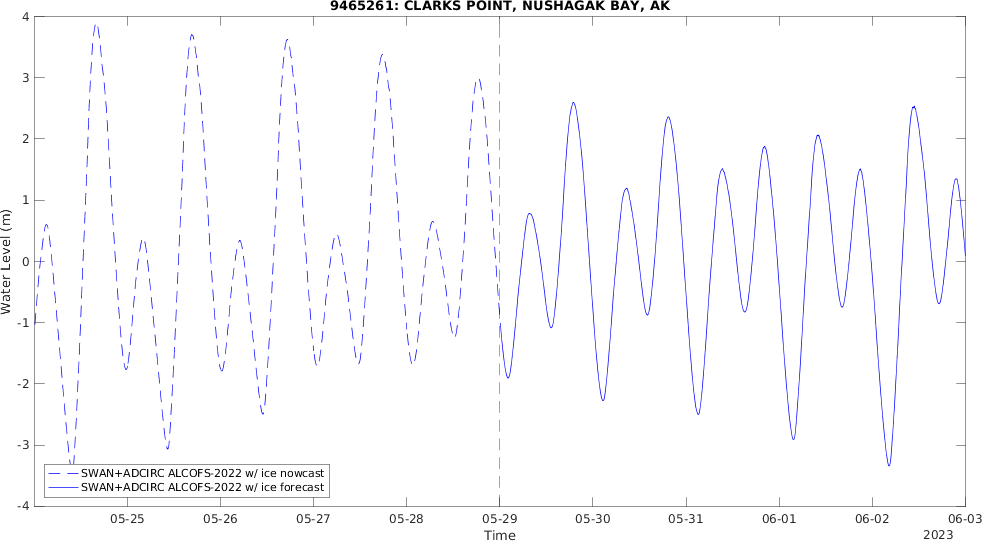 9465261: CLARKS POINT, NUSHAGAK BAY, AK
Water Level (m)
4
3
2
1
0
-1
-2
-3
-4
SWAN+ADCIRC ALCOFS-2022 w/ ice nowcast
SWAN+ADCIRC ALCOFS-2022 w/ ice forecast
05-25 05-26 05-27 05-28 05-29 05-30 05-31 06-01 06-02 06-03
Time
2023